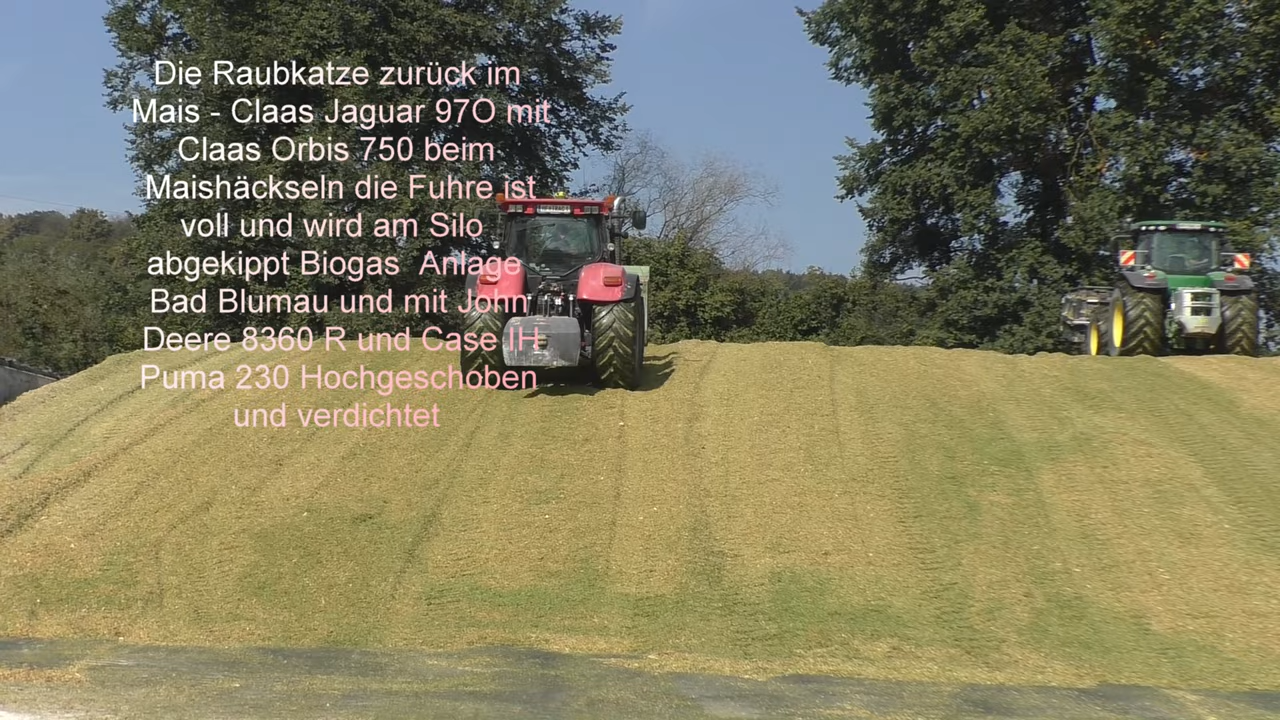 Die Raubkatze zurück im
Mais - Claas Jaguar 97O mit
Claas Orbis 750 beim
Maishäckseln die Fuhre ist
voll und wird am Silo
abgekippt Biogas  Anlage
Bad Blumau und mit John
Deere 8360 R und Case IH
Puma 230 Hochgeschoben
und verdichtet